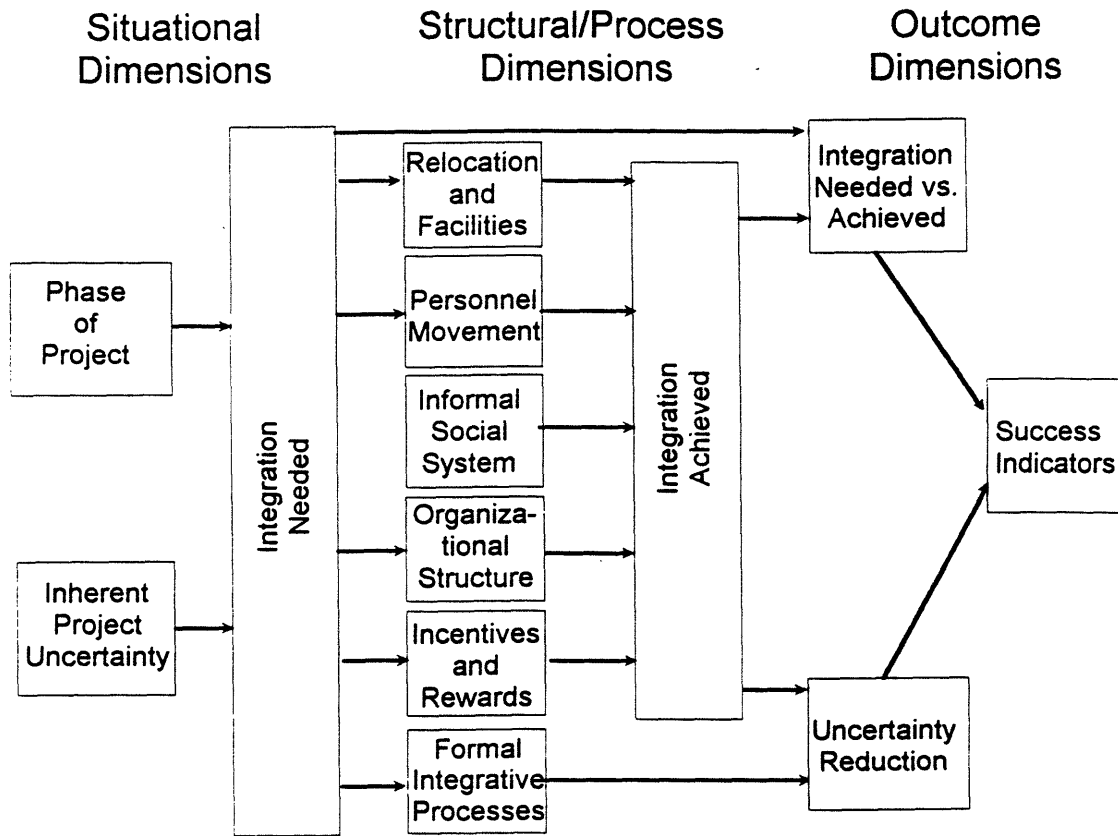 Situational
Dimensions
Structural/Process
Dimensions
Outcome
Dimensions
Phase
of
Project
Inherent
Project
Uncertainty
Integration
Needed
Relocation
and
Facilities
Personnel
Movement
Informal
Social
System
Organiza-
tional
Structure
Incentives
and
Rewards
Formal
Integrative
Processes
Integration
Achieved
Integration
Needed vs.
Achieved
Uncertainty
Reduction
Success
Indicators